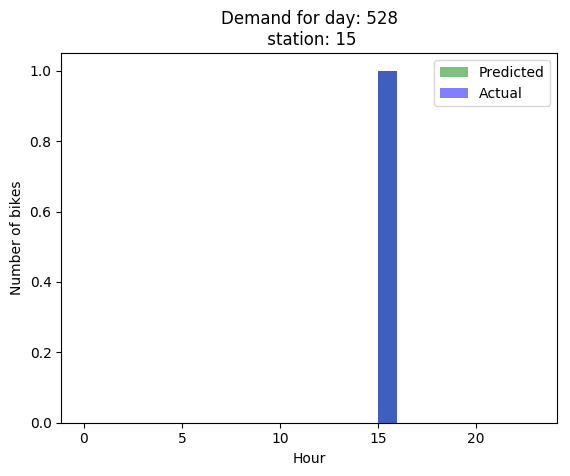 Demand for day: 528
station: 15
Predicted
Actual
Number of bikes
1.0
0.8
0.6
0.4
0.2
0.0
0 5 10 15 20
Hour